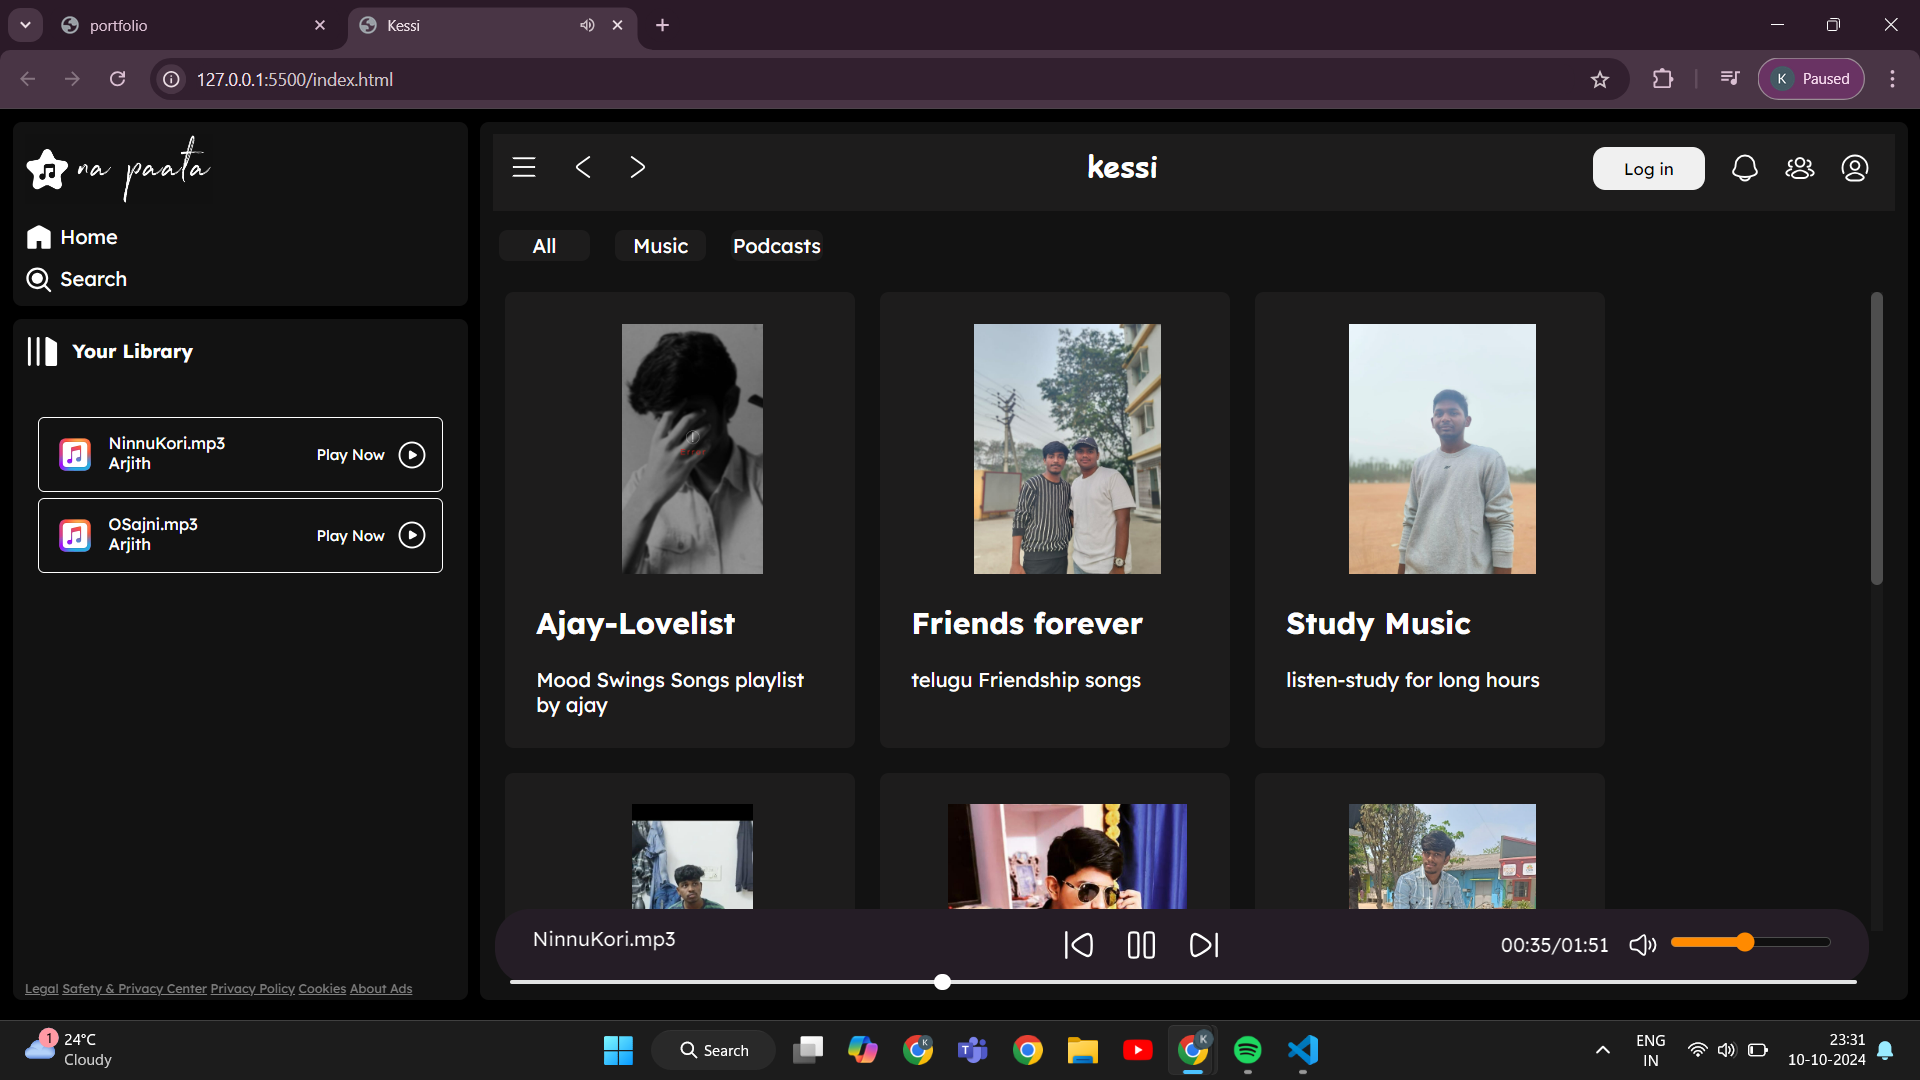 portfolio
Kessi
127.0.0.1:5500/index.html
K Paused
na paata
Home
Search
Your Library
NinnuKori.mp3
Arjith
Play Now
OSajni.mp3
Arjith
Play Now
Legal Safety & Privacy Center Privacy Policy Cookies About Ads
kessi
Log in
All
Music
Podcasts
Ajay-Lovelist
Mood Swings Songs playlist
by ajay
Friends forever
telugu Friendship songs
Study Music
listen-study for long hours
NinnuKori.mp3
00:35/01:51
1
24°C
Cloudy
Search
K
T
K
ENG
IN
23:31
10-10-2024